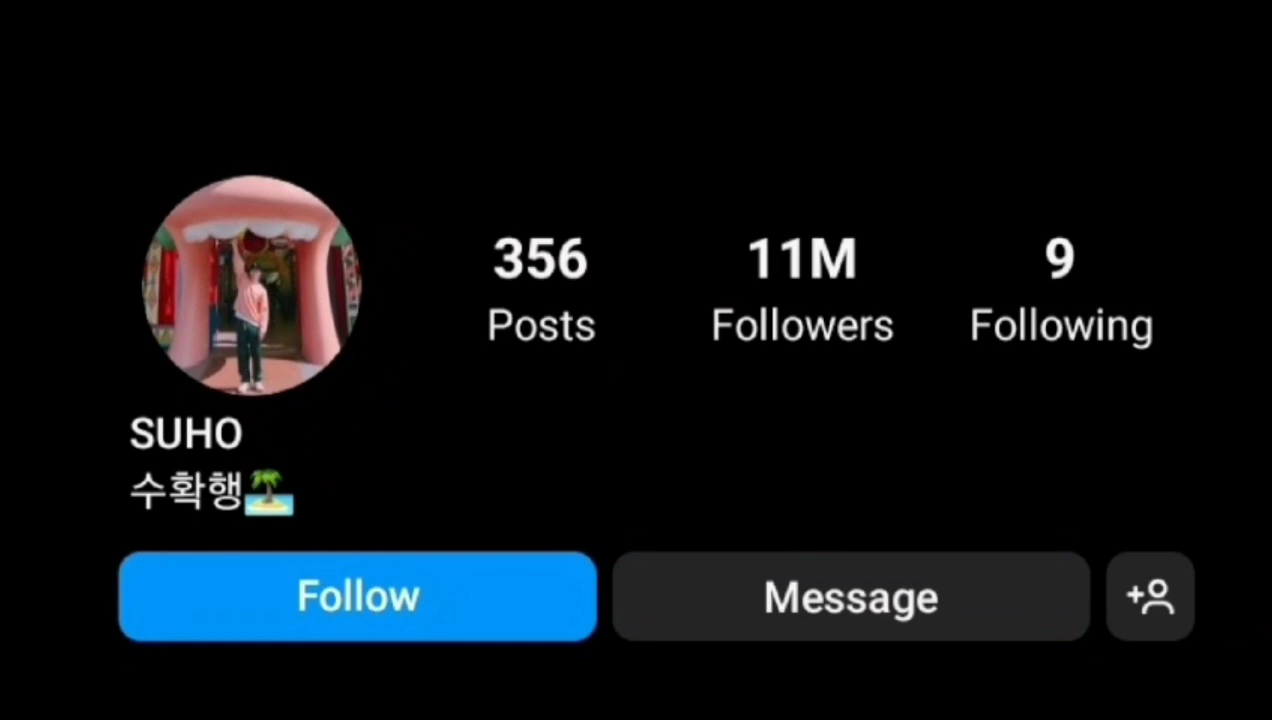 356 11M 9
Posts Followers Following
SUHO
수확행🏝️
Follow Message